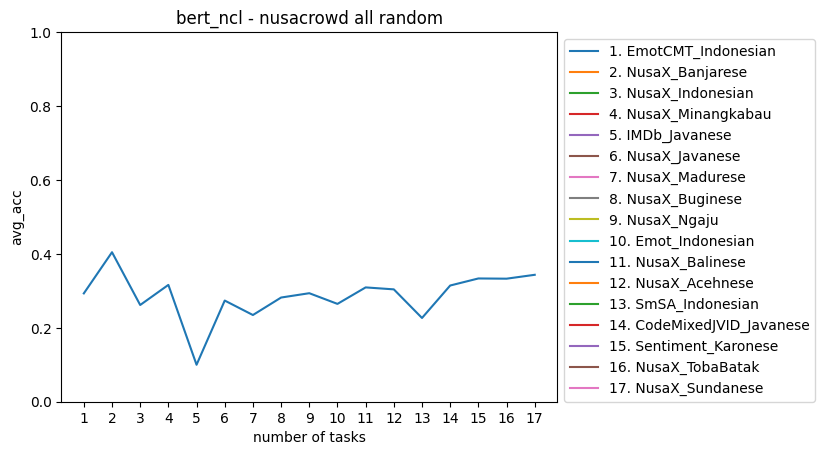 bert_ncl - nusacrowd all random
avg_acc
1.0
0.8
0.6
0.4
0.2
0.0
1 2 3 4 5 6 7 8 9 10 11 12 13 14 15 16 17
number of tasks
1. EmotCMT_Indonesian
2. NusaX_Banjarese
3. NusaX_Indonesian
4. NusaX_Minangkabau
5. IMDb_Javanese
6. NusaX_Javanese
7. NusaX_Madurese
8. NusaX_Buginese
9. NusaX_Ngaju
10. Emot_Indonesian
11. NusaX_Balinese
12. NusaX_Acehnese
13. SmSA_Indonesian
14. CodeMixedJVID_Javanese
15. Sentiment_Karonese
16. NusaX_TobaBatak
17. NusaX_Sundanese